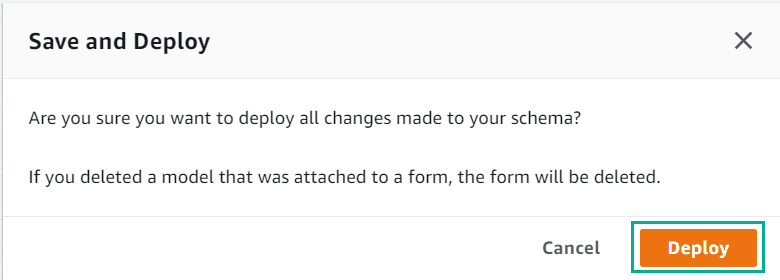 Save and Deploy
Are you sure you want to deploy all changes made to your schema?
If you deleted a model that was attached to a form, the form will be deleted.
Cancel Deploy